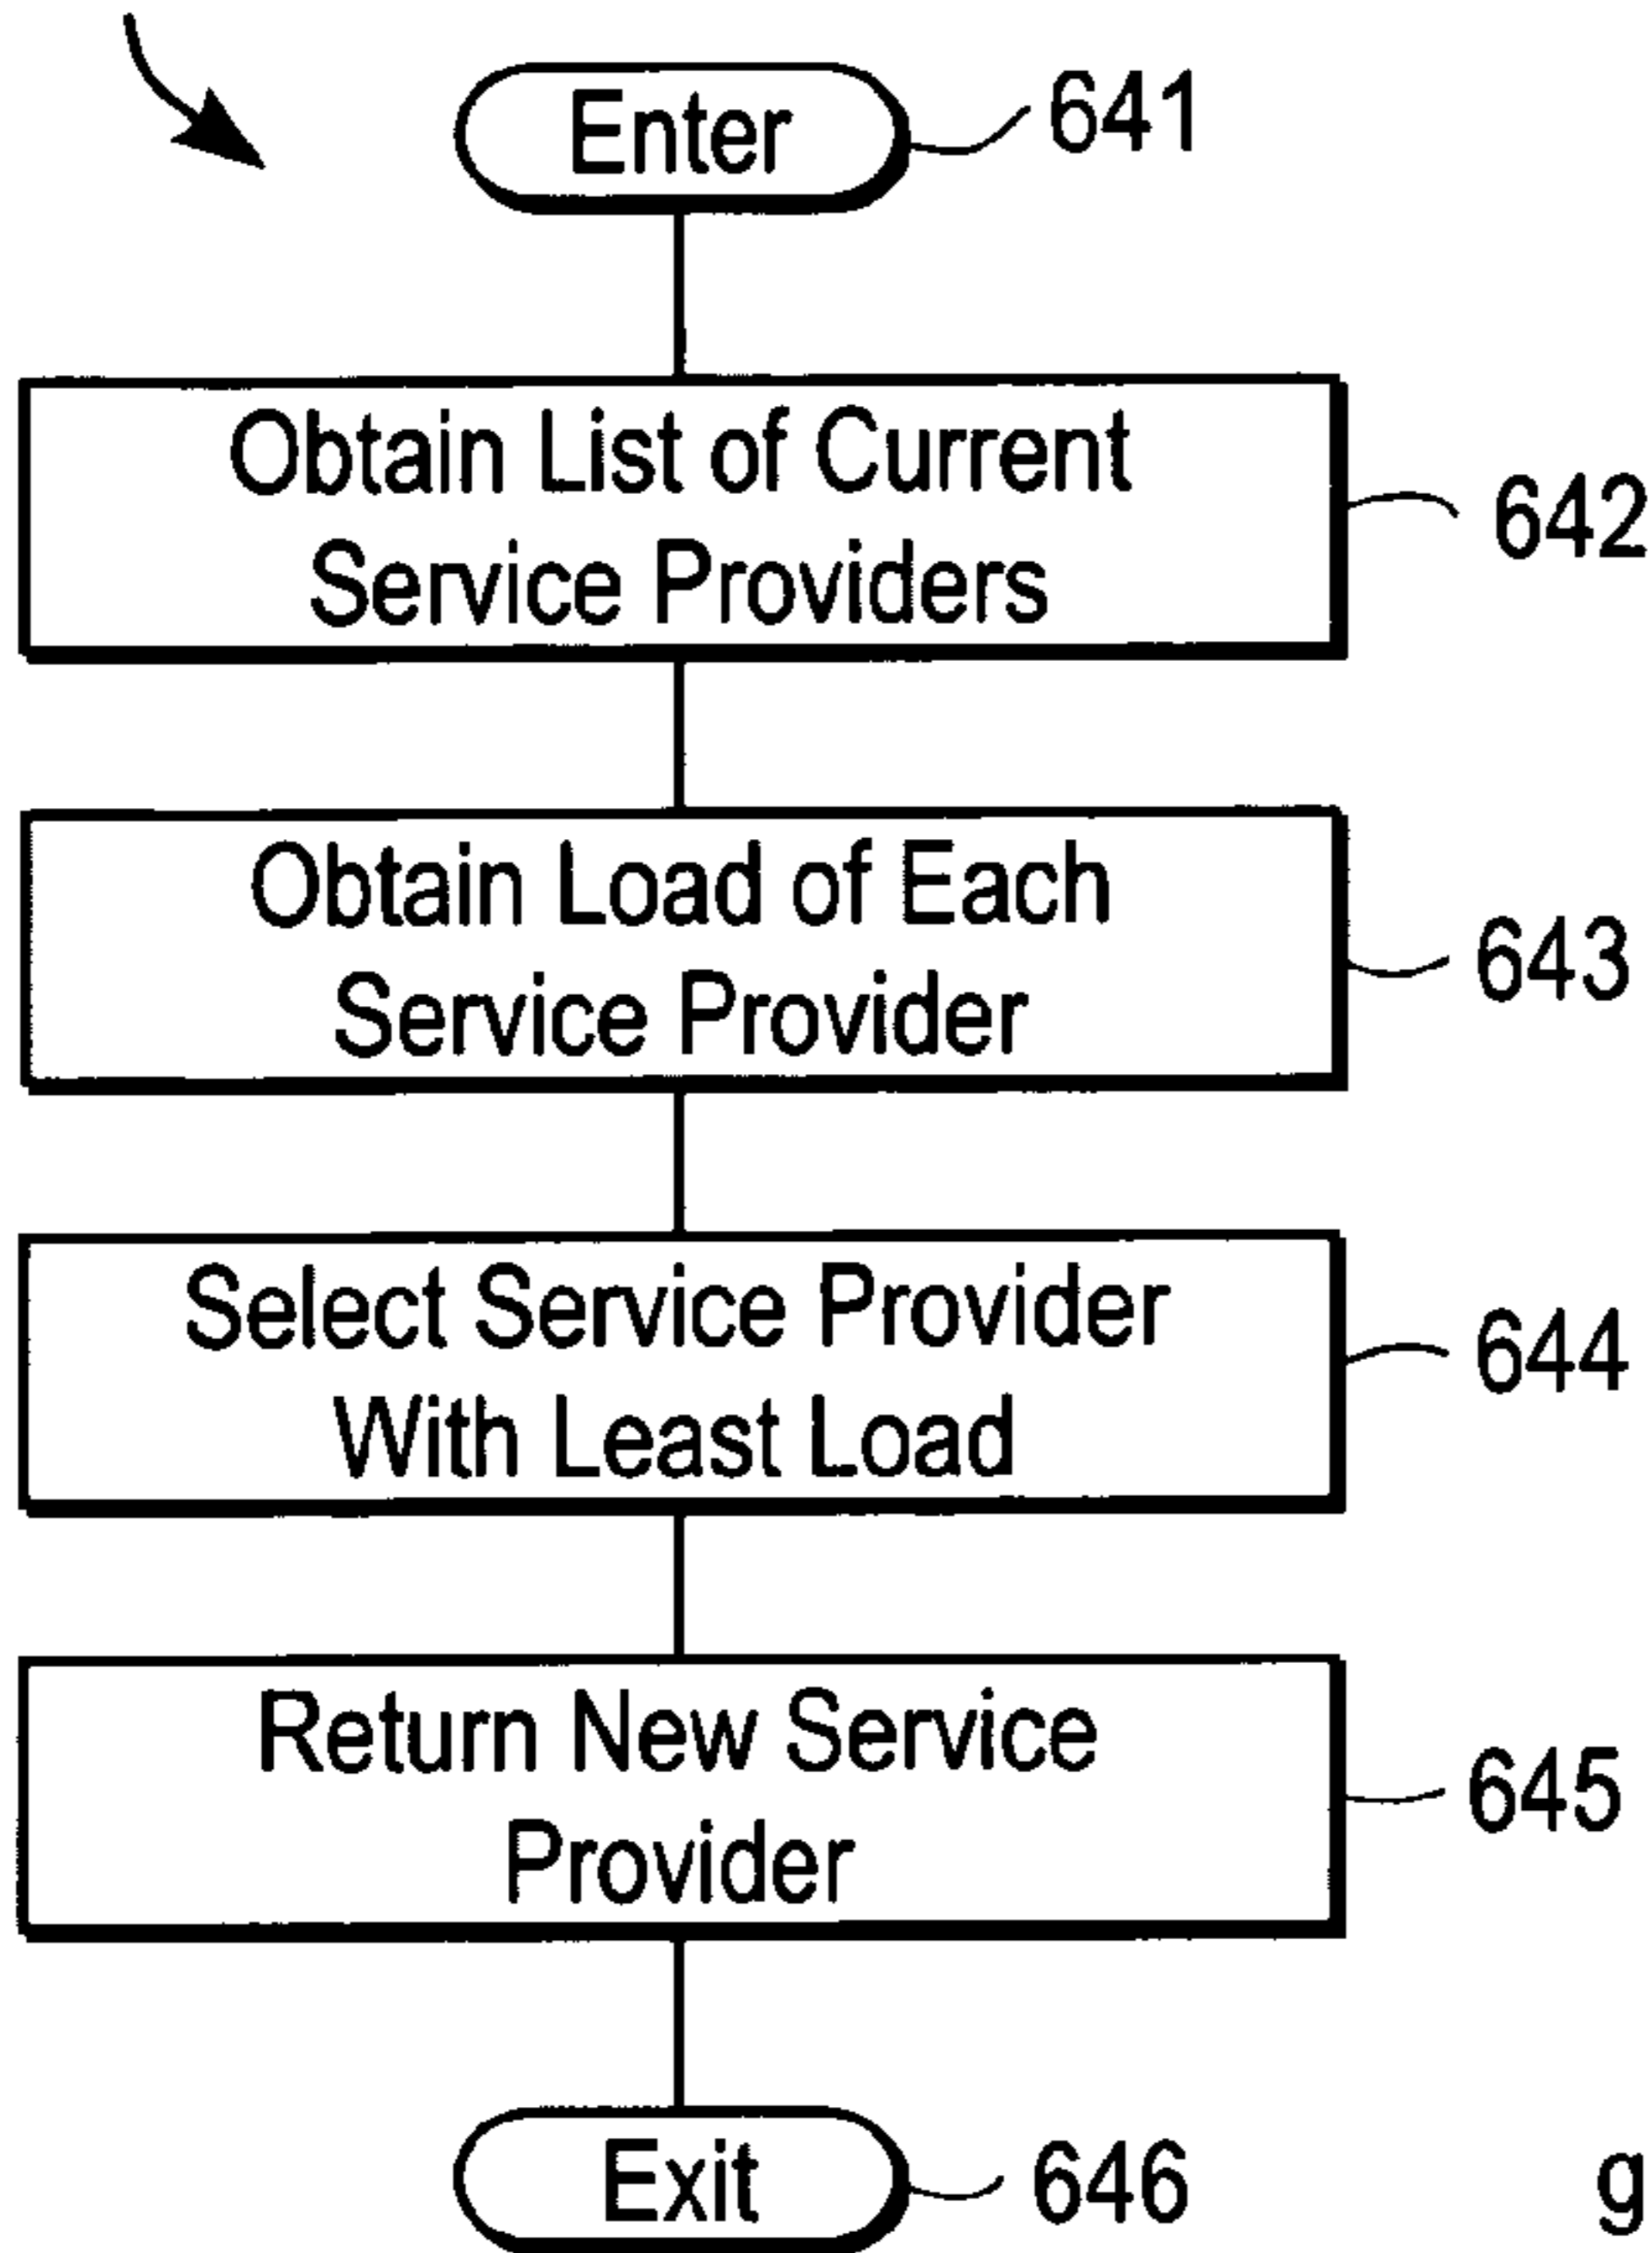 Enter
641
Obtain List of Current
Service Providers
642
Obtain Load of Each
Service Provider
643
Select Service Provider
With Least Load
644
Return New Service
Provider
645
Exit
646
g